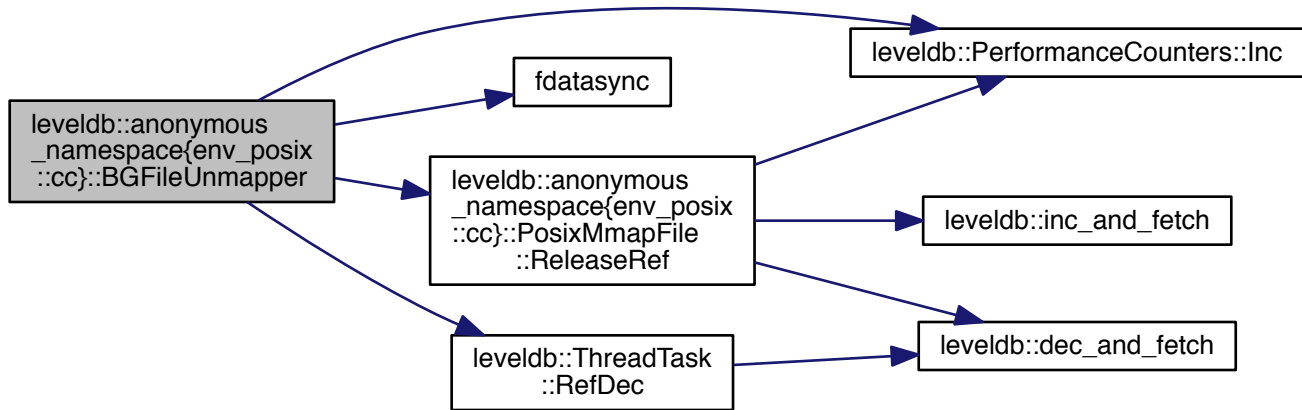 leveldb::anonymous
_namespace{env_posix
::cc}::BGFileUnmapper
leveldb::PerformanceCounters::Inc
fdatasync
leveldb::anonymous
_namespace{env_posix
::cc}::PosixMmapFile
::ReleaseRef
leveldb::inc_and_fetch
leveldb::dec_and_fetch
leveldb::ThreadTask
::RefDec